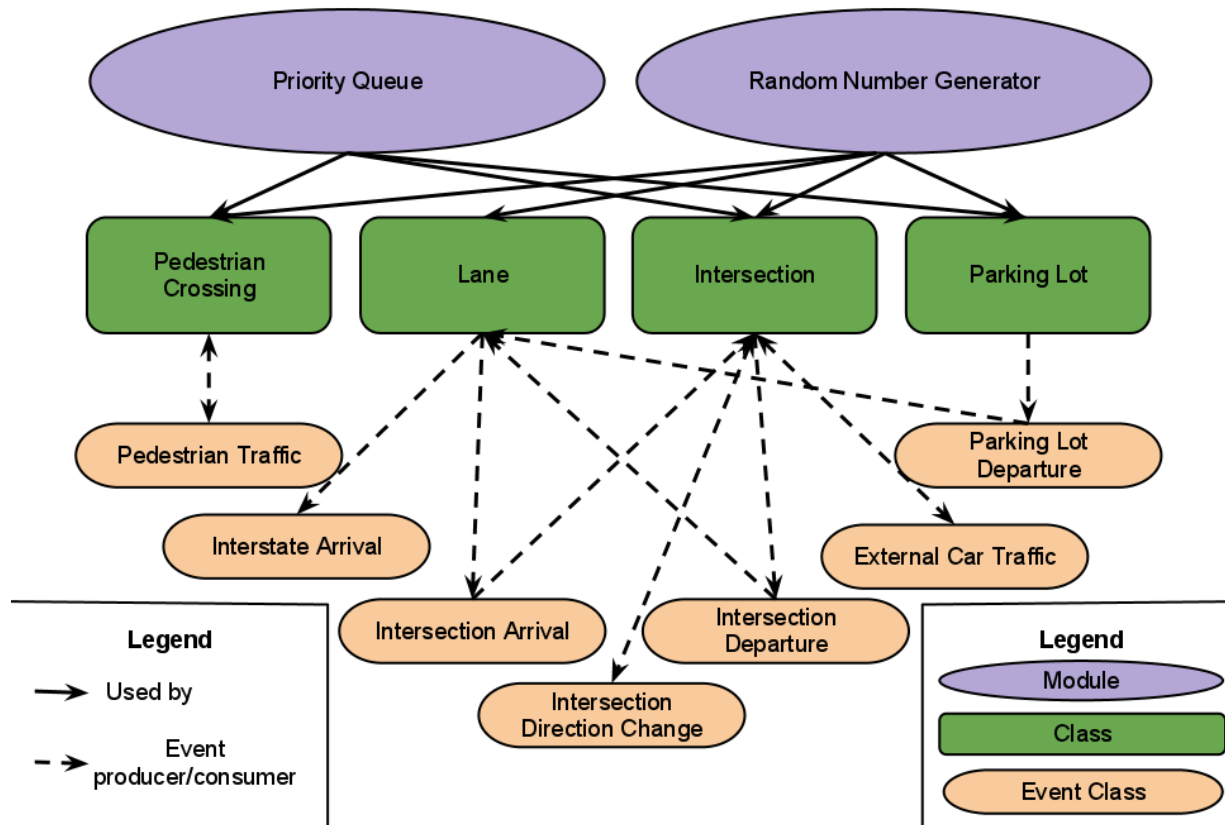 Priority Queue
Random Number Generator
Pedestrian
Crossing
Lane
Intersection
Parking Lot
Pedestrian Traffic
Parking Lot
Departure
Interstate Arrival
External Car Traffic
Intersection Arrival
Intersection
Departure
Intersection
Direction Change
Legend
Used by
Event
producer/consumer
Legend
Module
Class
Event Class